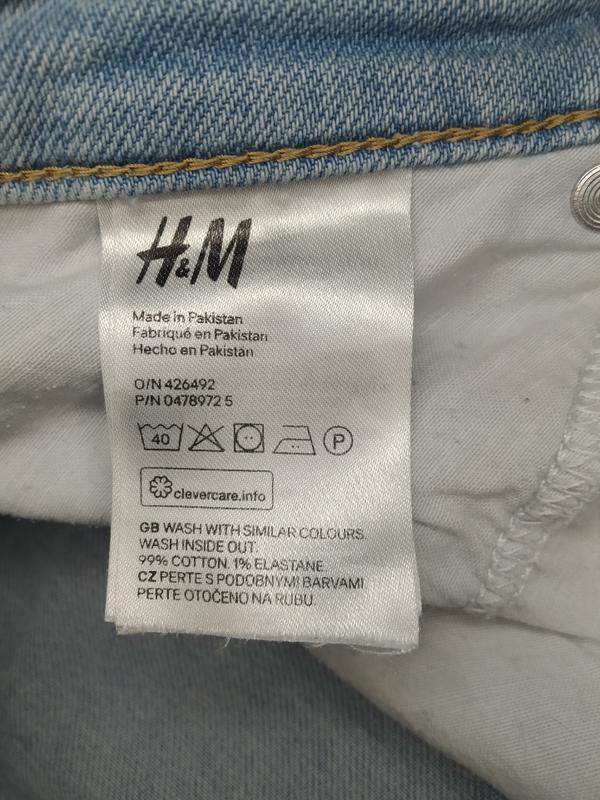 H&M
Made in Pakistan
Fabriqué en Pakistan
Hecho en Pakistán
O/N 426492
P/N 0478972 5
40 P
clevercare.info
GB WASH WITH SIMILAR COLOURS.
WASH INSIDE OUT.
99% COTTON. 1% ELASTANE
CZ PERTE S PODOBNÝMI BARVAMI.
PERTE OTOČENO NA RUBU.